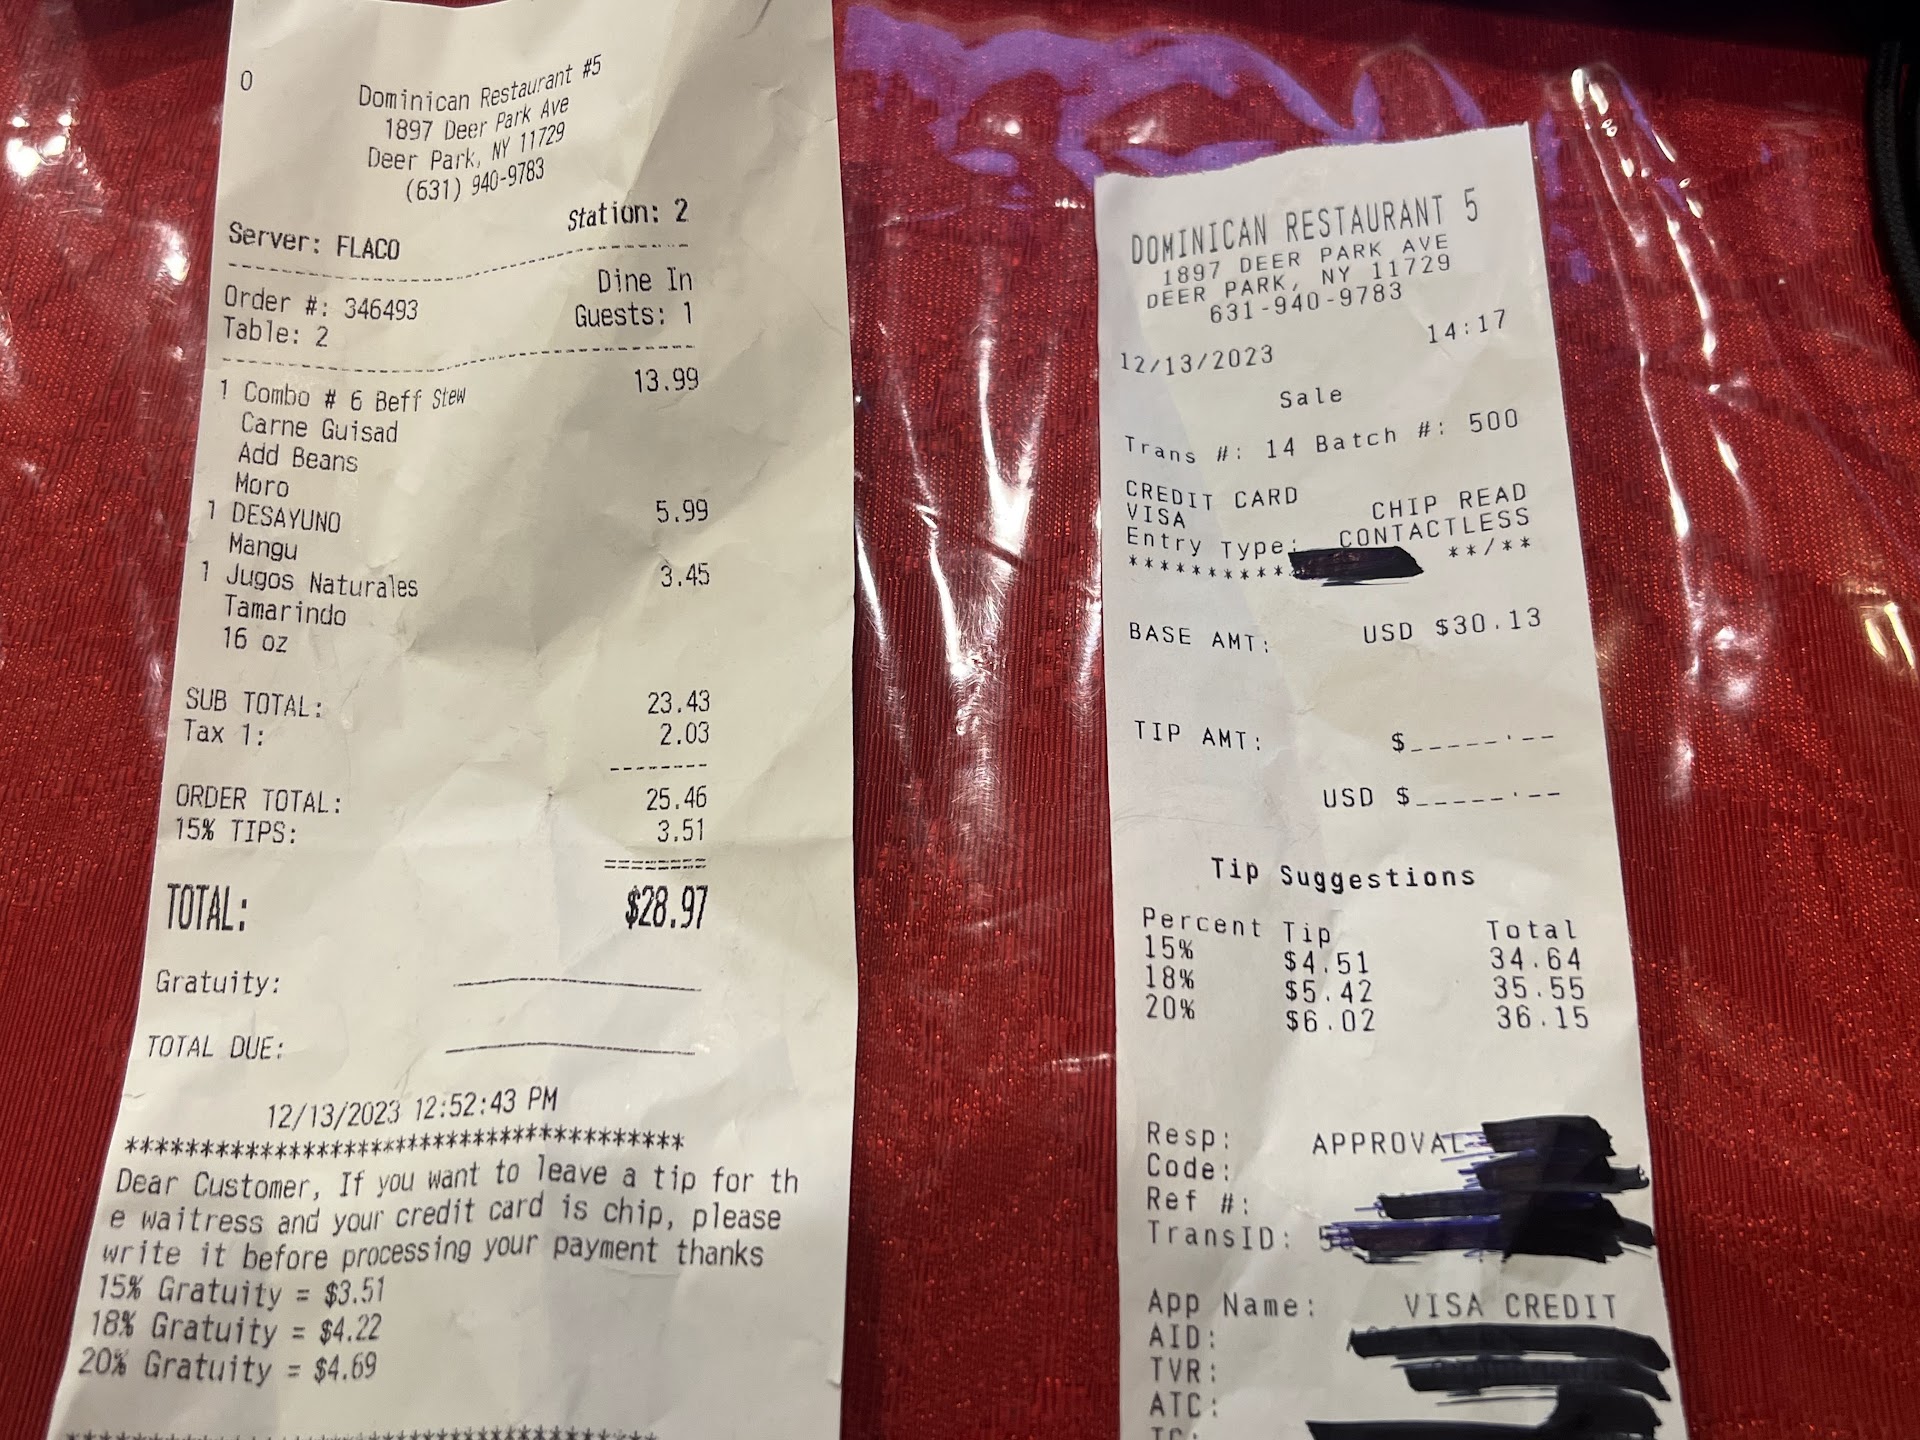 0
Dominican Restaurant #5
1897 Deer Park Ave
Deer Park, NY 11729
(631) 940-9783
Station: 2
Server: FLACO
Dine In
Order #: 346493
Guests: 1
Table: 2
1 Combo # 6 Beff Stew 13.99
Carne Guisad
Add Beans
Moro
1 DESAYUNO 5.99
Mangu
1 Jugos Naturales 3.45
Tamarindo
16 oz
SUB TOTAL: 23.43
Tax 1: 2.03
--------
ORDER TOTAL: 25.46
15% TIPS: 3.51
========
TOTAL: $28.97
Gratuity:
TOTAL DUE:
12/13/2023 12:52:43 PM
**************************************
Dear Customer, If you want to leave a tip for th
e waitress and your credit card is chip, please
write it before processing your payment thanks
15% Gratuity = $3.51
18% Gratuity = $4.22
20% Gratuity = $4.69
DOMINICAN RESTAURANT 5
1897 DEER PARK AVE
DEER PARK, NY 11729
631-940-9783
12/13/2023 14:17
Sale
Trans #: 14 Batch #: 500
CREDIT CARD CHIP READ
VISA
Entry Type: CONTACTLESS
*********** **/**
BASE AMT: USD $30.13
TIP AMT: $_____.__
USD $_____.__
Tip Suggestions
Percent Tip Total
15% $4.51 34.64
18% $5.42 35.55
20% $6.02 36.15
Resp: APPROVAL
Code:
Ref #:
TransID:
App Name: VISA CREDIT
AID:
TVR:
ATC: